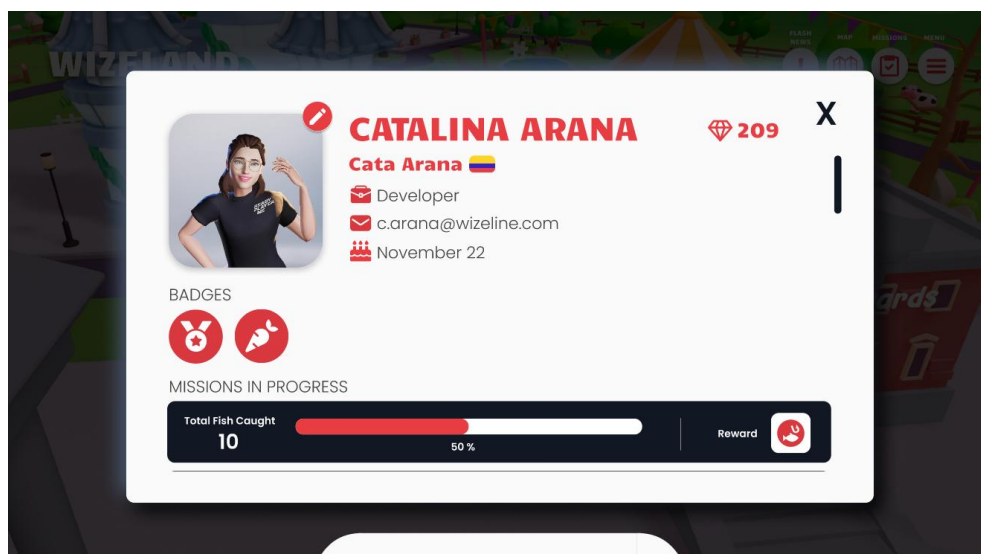 WIZELAND
FLASH NEWS
MAP
MISSIONS
MENU
CATALINA ARANA
209
X
Cata Arana
Developer
c.arana@wizeline.com
November 22
BADGES
MISSIONS IN PROGRESS
Total Fish Caught
10
50 %
Reward